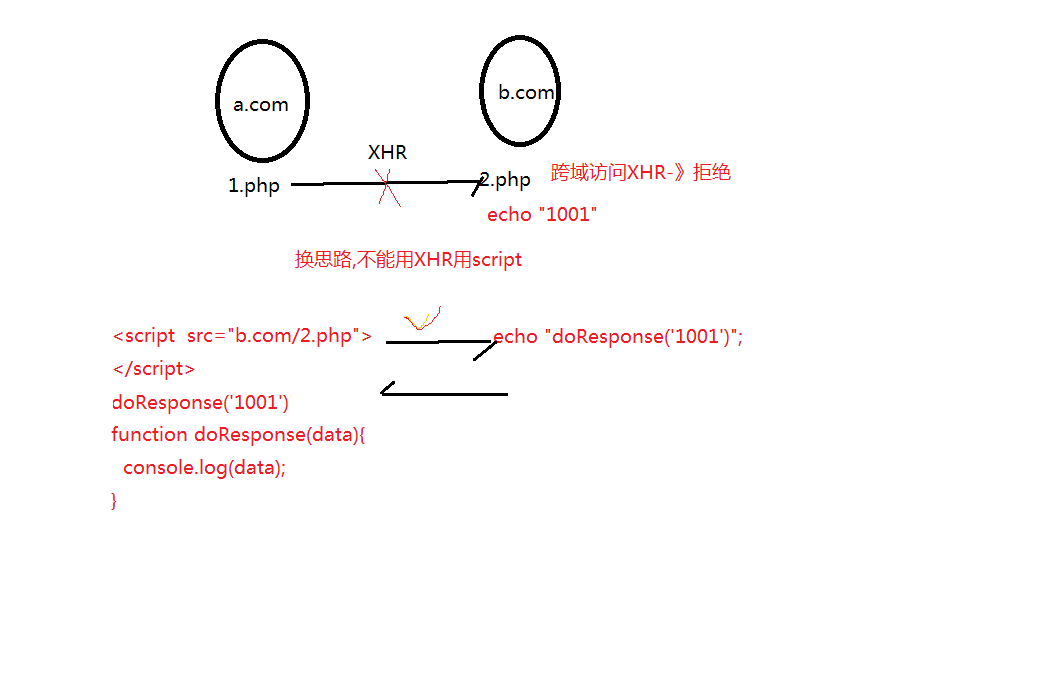 a.com
b.com
XHR
1.php
2.php
跨域访问XHR-》拒绝
echo "1001"
换思路,不能用XHR用script
<script  src="b.com/2.php">
echo "doResponse('1001')";
</script>
doResponse('1001')
function doResponse(data){
console.log(data);
}